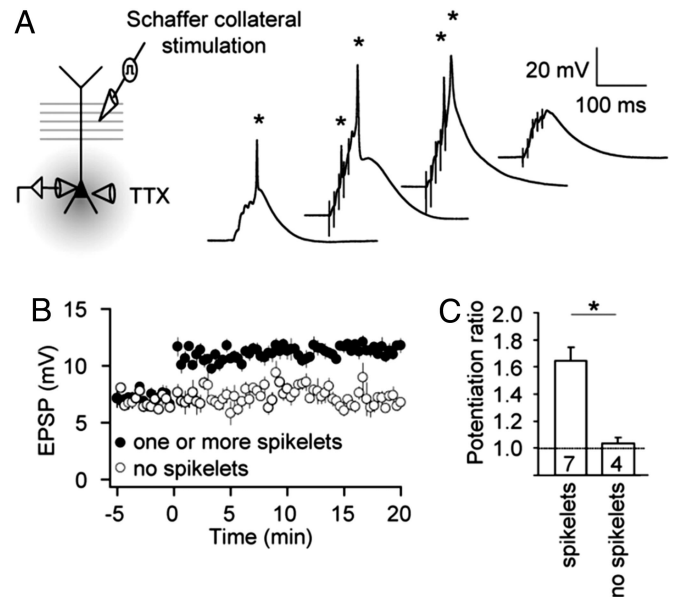 A
Schaffer collateral
stimulation
TTX
*
*
*
*
*
20 mV
100 ms
B
EPSP (mV)
15
10
5
0
one or more spikelets
no spikelets
-5 0 5 10 15 20
Time (min)
C
Potentiation ratio
2.0
1.8
1.6
1.4
1.2
1.0
*
7 4
spikelets
no spikelets